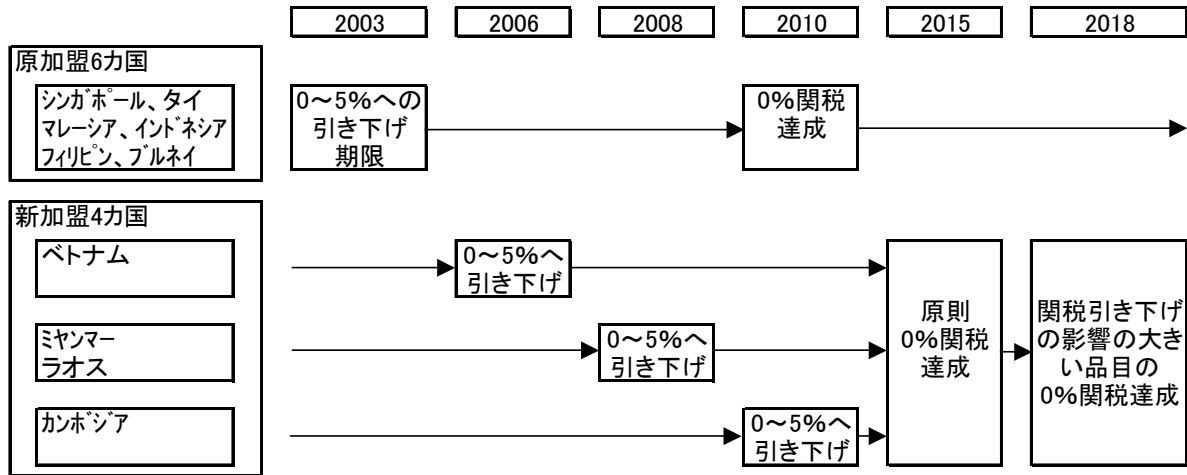 2003 2006 2008 2010 2015 2018
原加盟6カ国
シンガポール、タイ
マレーシア、インドネシア
フィリピン、ブルネイ
0～5%への
引き下げ
期限
0%関税
達成
新加盟4カ国
ベトナム
0～5%へ
引き下げ
ミヤンマー
ラオス
0～5%へ
引き下げ
カンボジア
0～5%へ
引き下げ
原則
0%関税
達成
関税引き下げ
の影響の大き
い品目の
0%関税達成